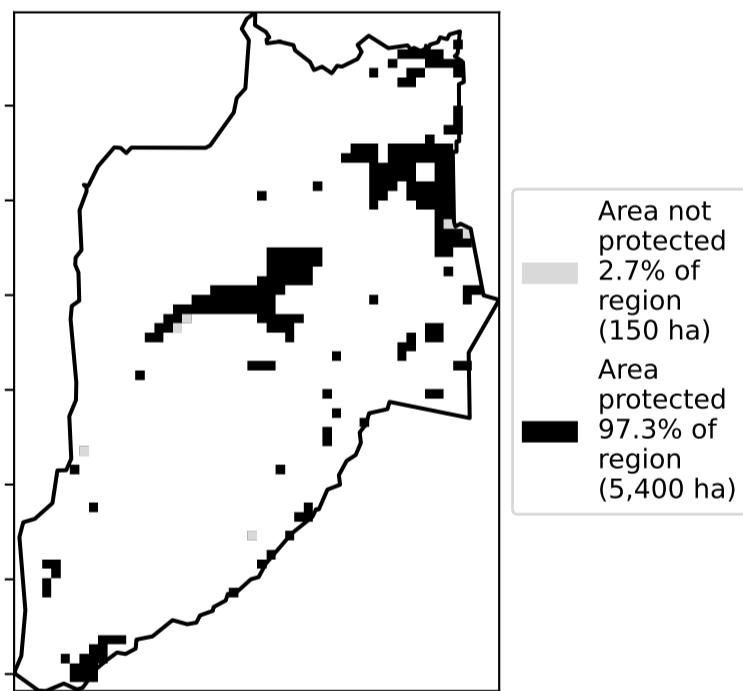 Area not
protected
2.7% of
region
(150 ha)
Area
protected
97.3% of
region
(5,400 ha)